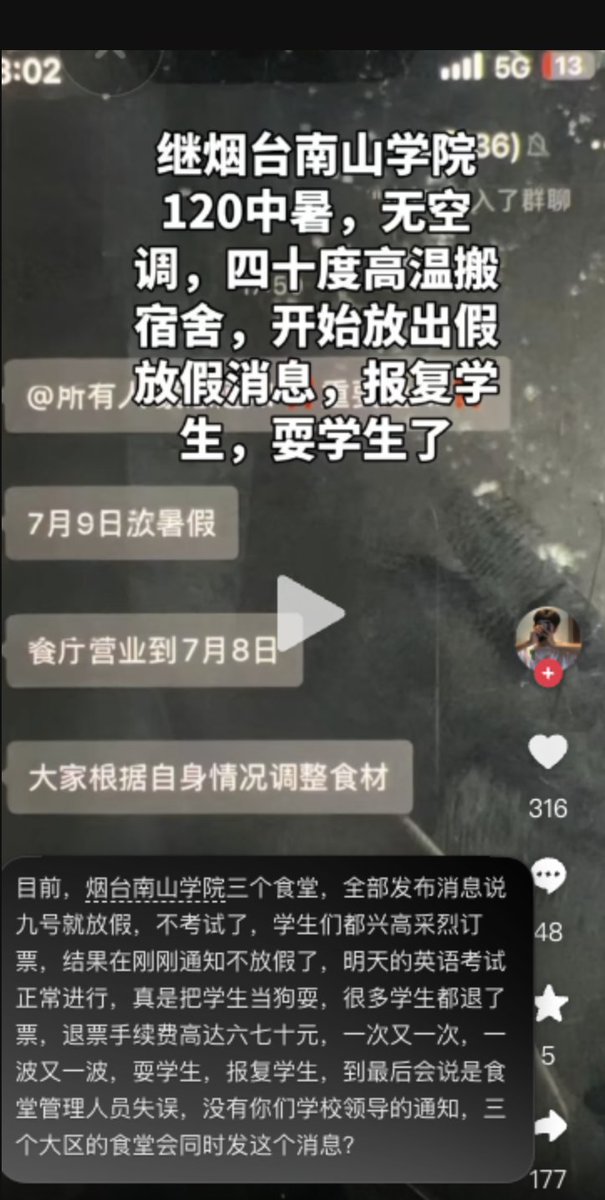 3:02
5G
13
36)
入了群聊
继烟台南山学院
120中暑，无空
调，四十度高温搬
宿舍，开始放出假
放假消息，报复学
生，耍学生了
@所有人
7月9日放暑假
餐厅营业到7月8日
大家根据自身情况调整食材
316
48
5
177
目前，烟台南山学院三个食堂，全部发布消息说
九号就放假，不考试了，学生们都兴高采烈订
票，结果在刚刚通知不放假了，明天的英语考试
正常进行，真是把学生当狗耍，很多学生都退了
票，退票手续费高达六七十元，一次又一次，一
波又一波，耍学生，报复学生，到最后会说是食
堂管理人员失误，没有你们学校领导的通知，三
个大区的食堂会同时发这个消息？